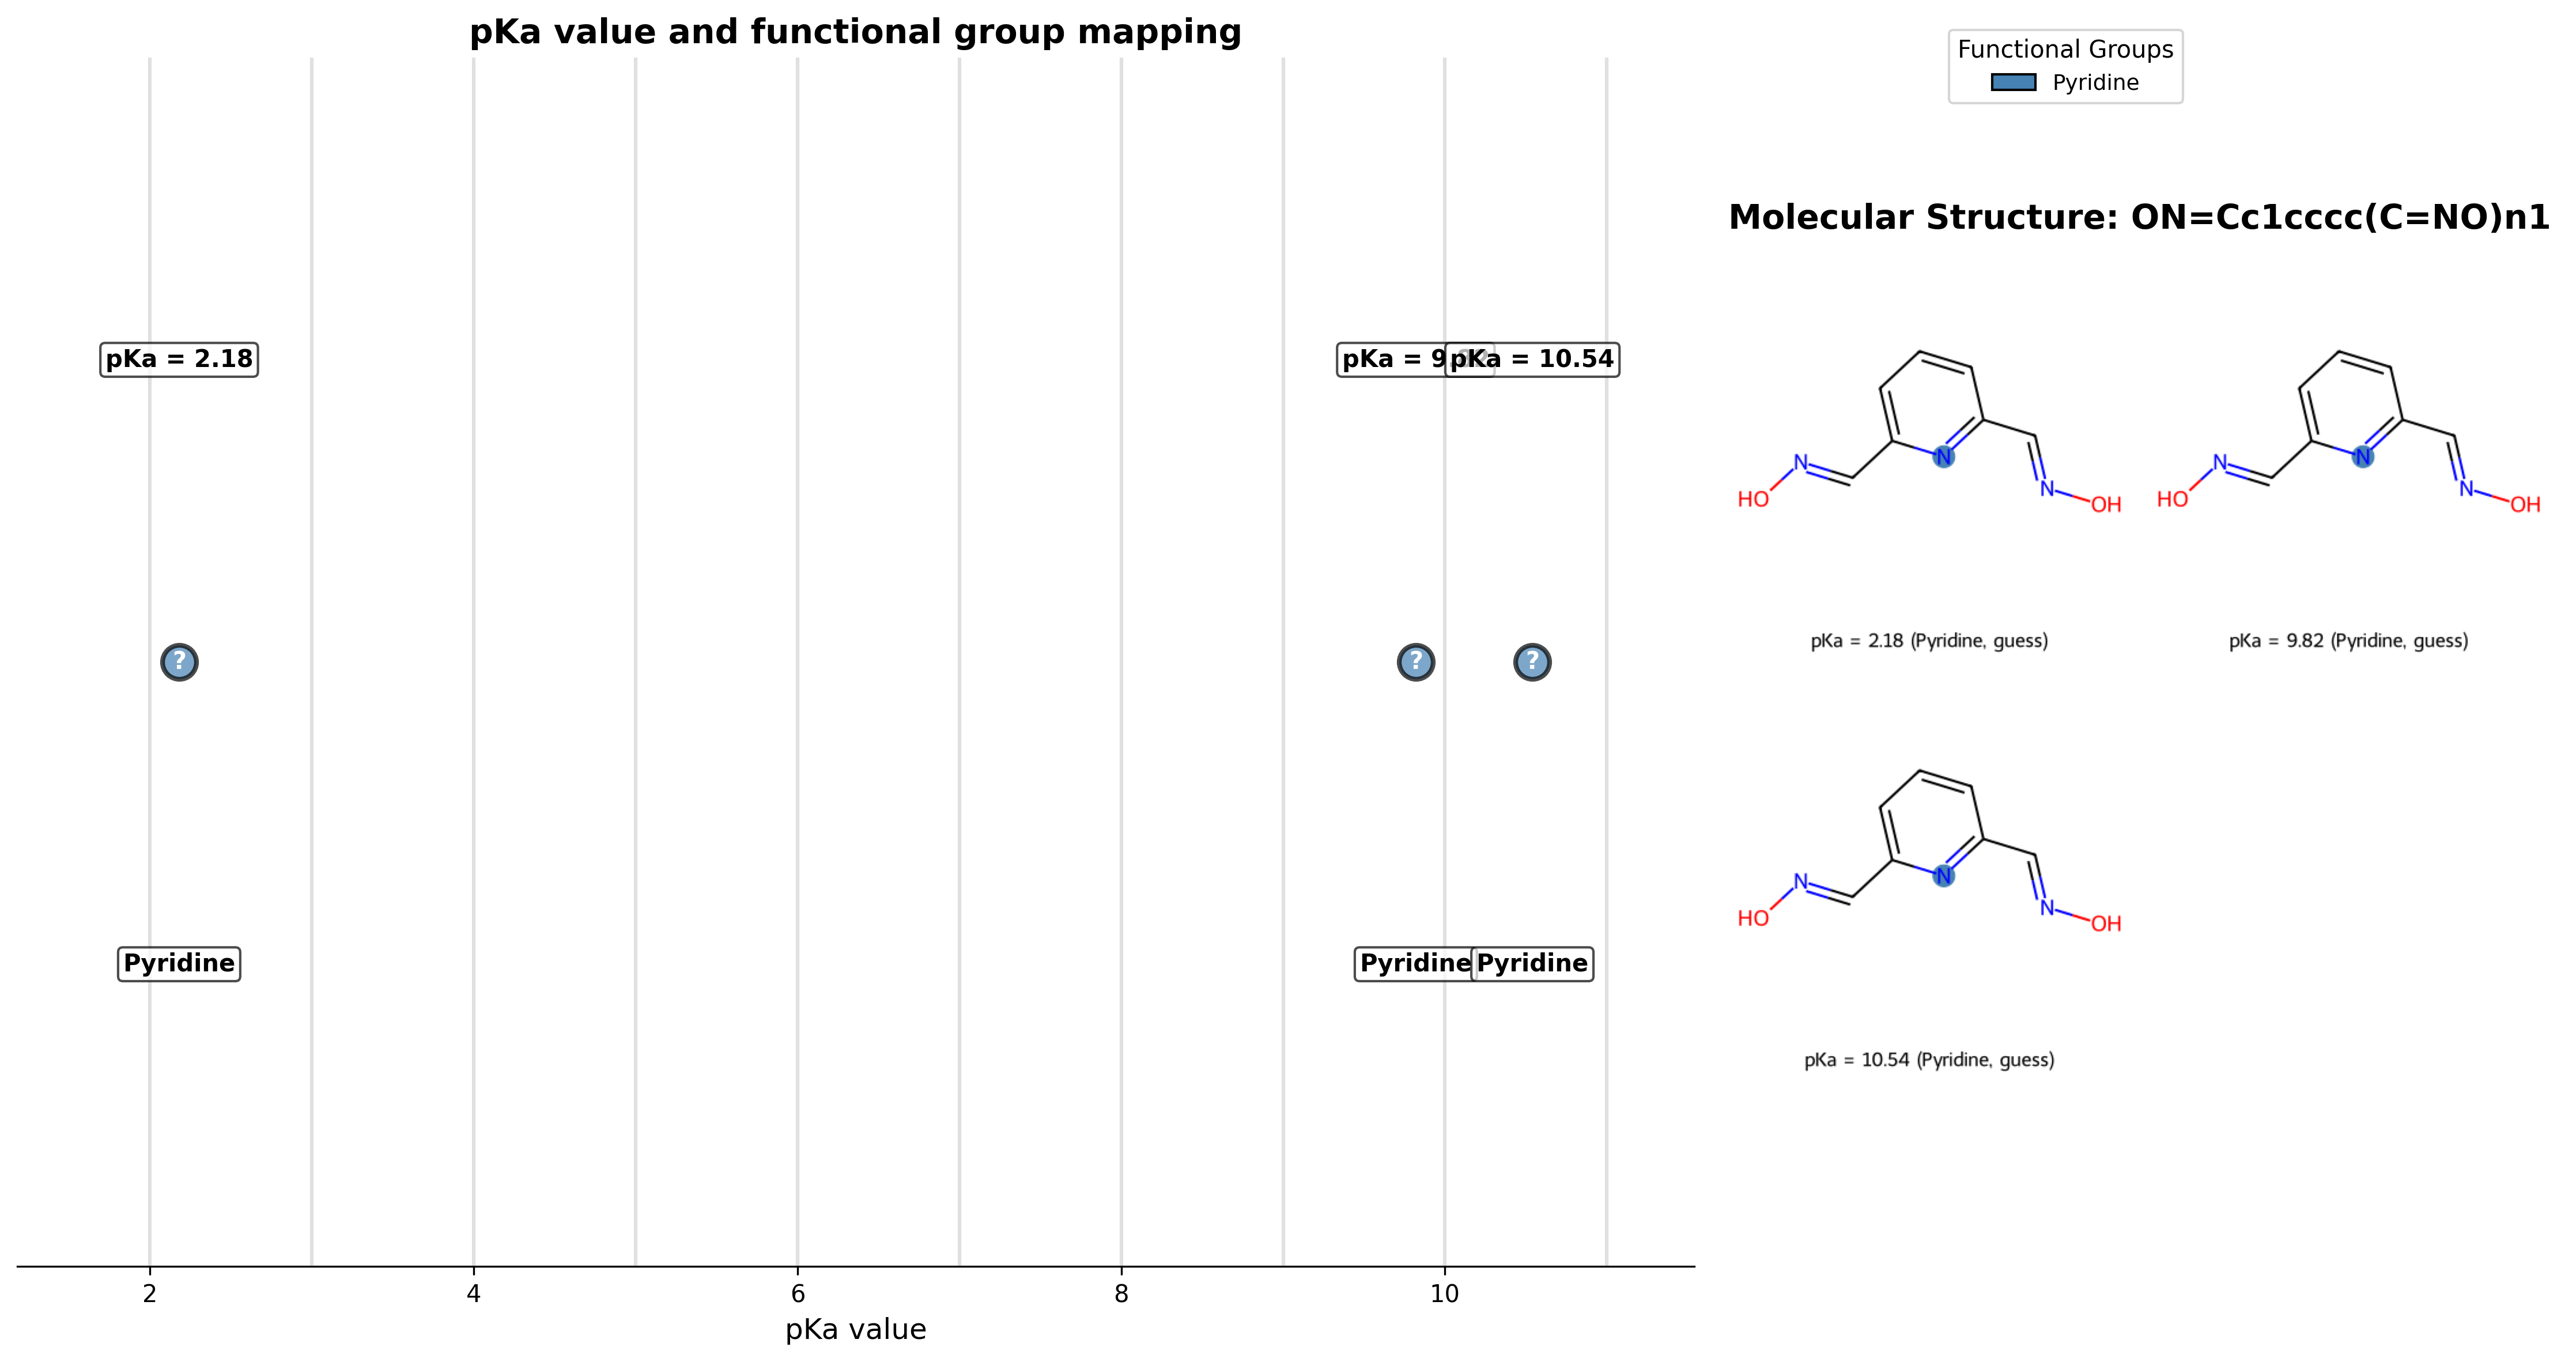 pKa value and functional group mapping
Functional Groups
Pyridine
Molecular Structure: ON=Cc1cccc(C=NO)n1
pKa = 2.18
pKa = 9.
pKa = 10.54
N
N
N
HO
OH
N
N
N
HO
OH
pKa = 2.18 (Pyridine, guess)
pKa = 9.82 (Pyridine, guess)
?
?
?
N
N
N
HO
OH
Pyridine
Pyridine
Pyridine
pKa = 10.54 (Pyridine, guess)
2
4
6
8
10
pKa value